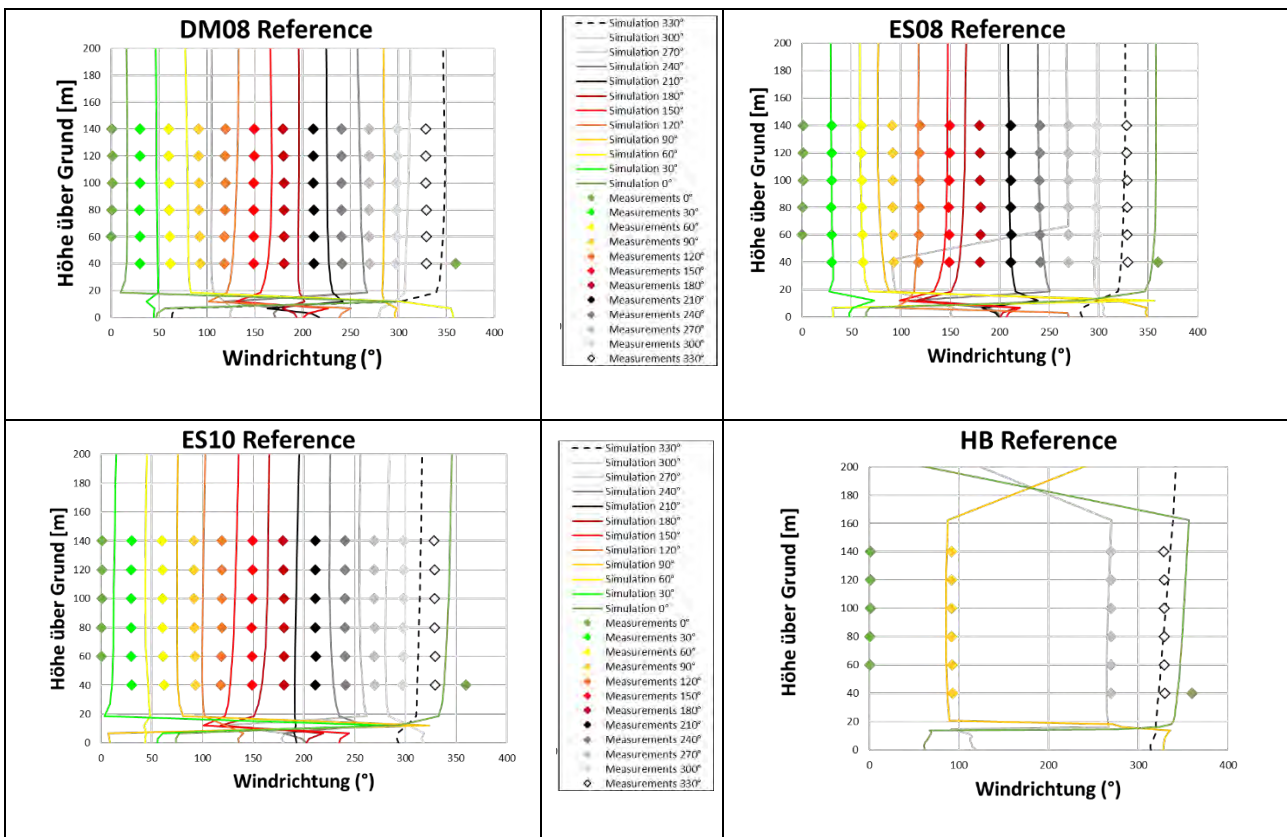 DM08 Reference
Höhe über Grund [m]
200
180
160
140
120
100
80
60
40
20
0
0 50 100 150 200 250 300 350 400
Windrichtung (°)
Simulation 330°
Simulation 300°
Simulation 270°
Simulation 240°
Simulation 210°
Simulation 180°
Simulation 150°
Simulation 120°
Simulation 90°
Simulation 60°
Simulation 30°
Simulation 0°
Measurements 0°
Measurements 30°
Measurements 60°
Measurements 90°
Measurements 120°
Measurements 150°
Measurements 180°
Measurements 210°
Measurements 240°
Measurements 270°
Measurements 300°
Measurements 330°
ES08 Reference
Höhe über Grund [m]
200
180
160
140
120
100
80
60
40
20
0
0 50 100 150 200 250 300 350 400
Windrichtung (°)
ES10 Reference
Höhe über Grund [m]
200
180
160
140
120
100
80
60
40
20
0
0 50 100 150 200 250 300 350 400
Windrichtung (°)
Simulation 330°
Simulation 300°
Simulation 270°
Simulation 240°
Simulation 210°
Simulation 180°
Simulation 150°
Simulation 120°
Simulation 90°
Simulation 60°
Simulation 30°
Simulation 0°
Measurements 0°
Measurements 30°
Measurements 60°
Measurements 90°
Measurements 120°
Measurements 150°
Measurements 180°
Measurements 210°
Measurements 240°
Measurements 270°
Measurements 300°
Measurements 330°
HB Reference
Höhe über Grund [m]
200
180
160
140
120
100
80
60
40
20
0
0 100 200 300 400
Windrichtung (°)